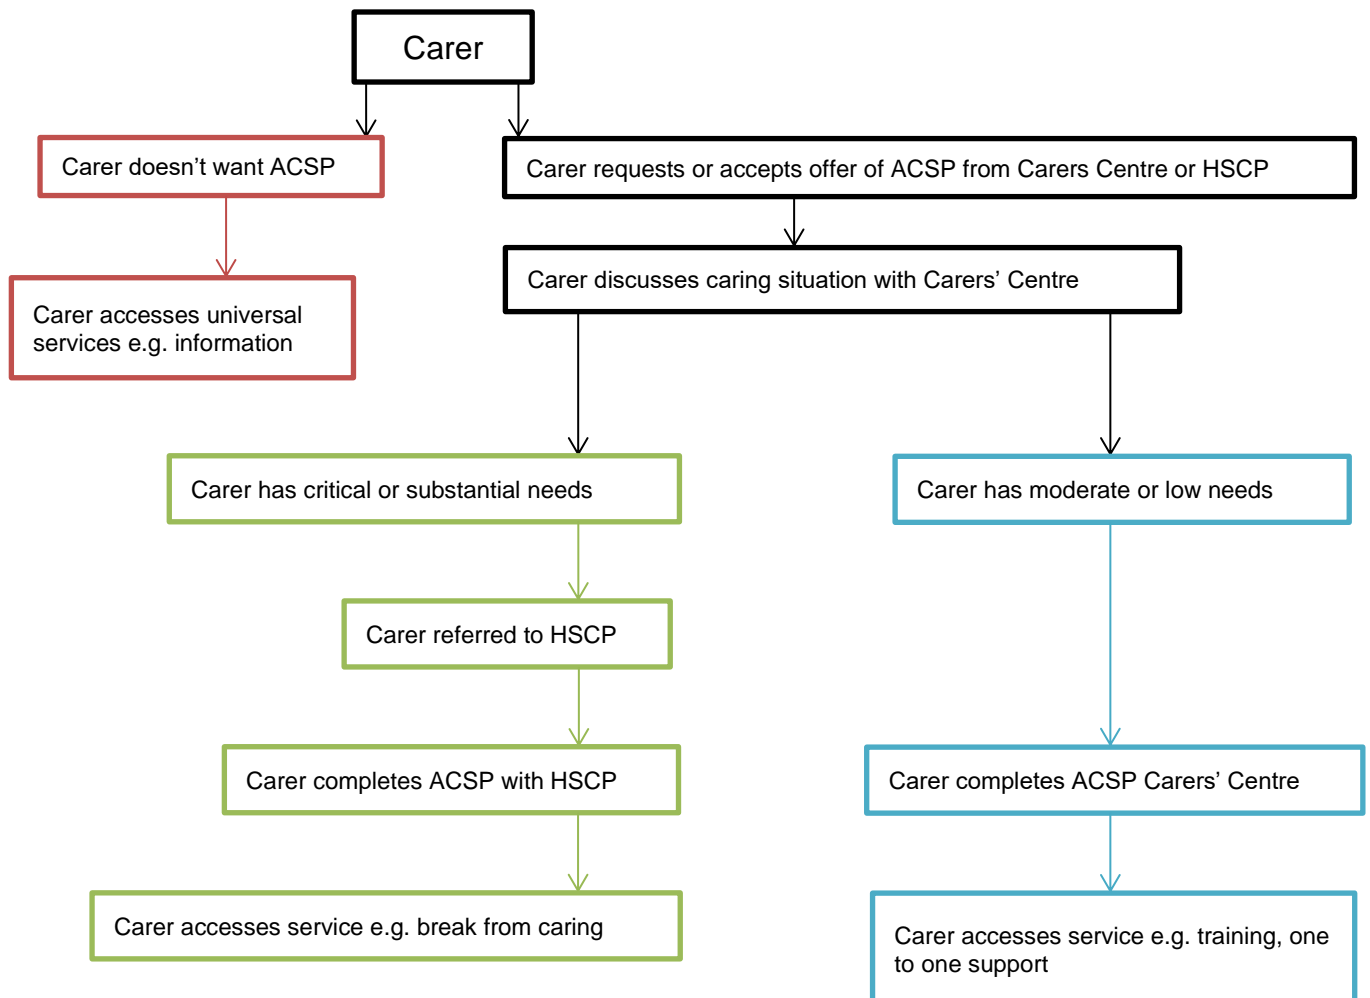 Carer
Carer doesn’t want ACSP
Carer requests or accepts offer of ACSP from Carers Centre or HSCP
Carer discusses caring situation with Carers’ Centre
Carer accesses universal
services e.g. information
Carer has critical or substantial needs
Carer has moderate or low needs
Carer referred to HSCP
Carer completes ACSP with HSCP
Carer completes ACSP Carers’ Centre
Carer accesses service e.g. break from caring
Carer accesses service e.g. training, one
to one support